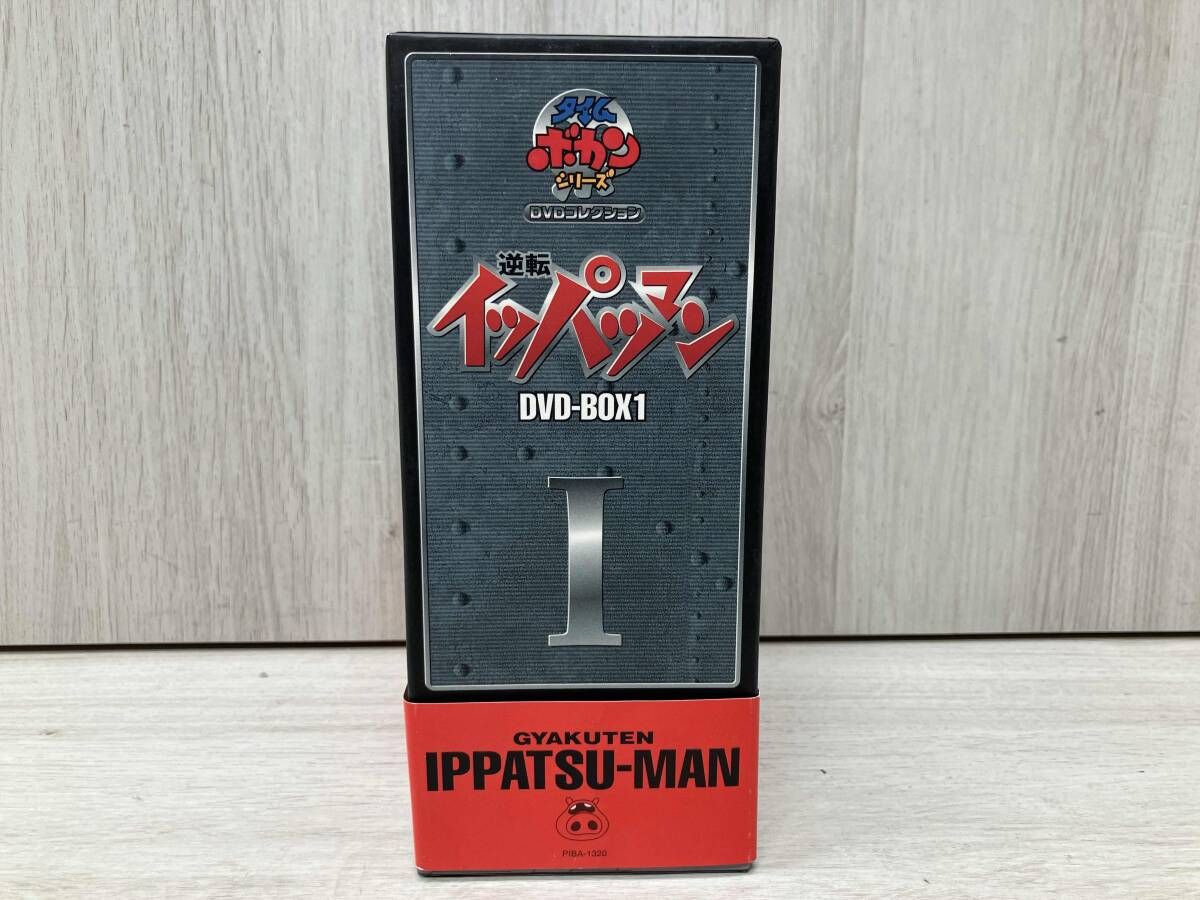 タイム
ボカン
シリーズ
DVDコレクション
逆転
イッパツマン
DVD-BOX1
I
GYAKUTEN
IPPATSU-MAN
PIBA-1320